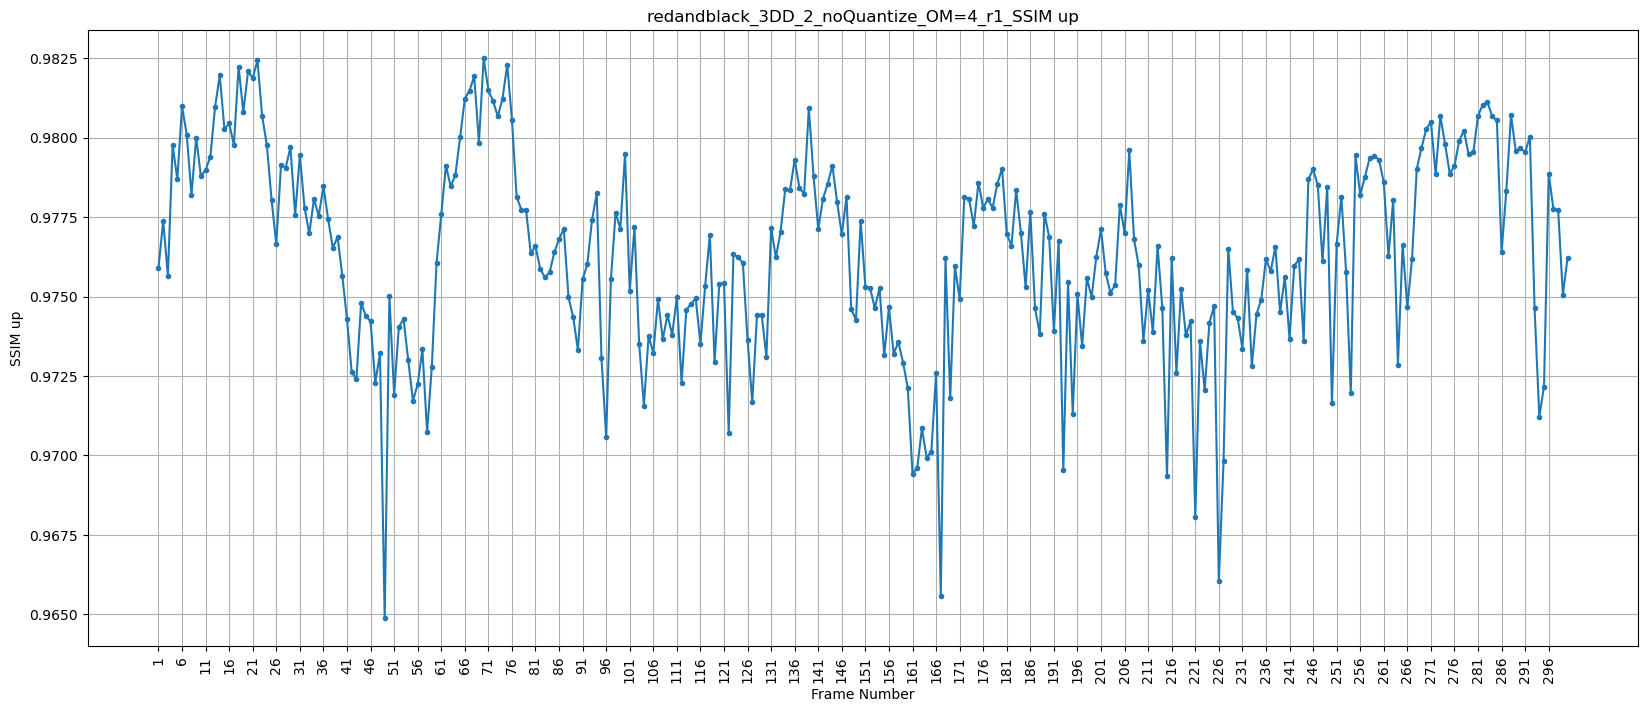 redandblack_3DD_2_noQuantize_OM=4_r1_SSIM up
SSIM up
0.9825
0.9800
0.9775
0.9750
0.9725
0.9700
0.9675
0.9650
1 6 11 16 21 26 31 36 41 46 51 56 61 66 71 76 81 86 91 96 101 106 111 116 121 126 131 136 141 146 151 156 161 166 171 176 181 186 191 196 201 206 211 216 221 226 231 236 241 246 251 256 261 266 271 276 281 286 291 296
Frame Number